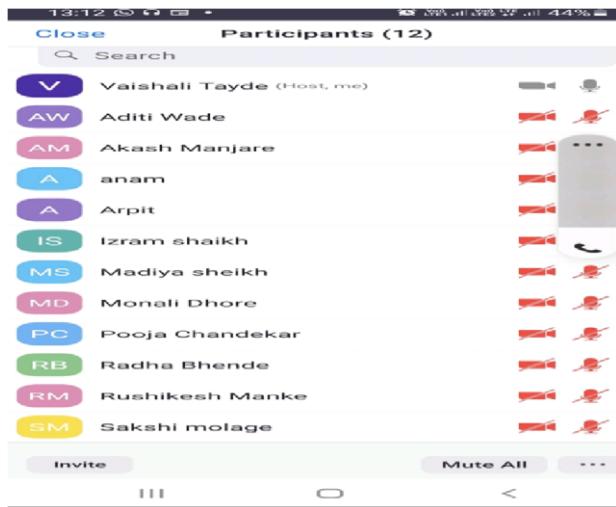 13:12 44%
Close Participants (12)
Search
V Vaishali Tayde (Host, me)
AW Aditi Wade
AM Akash Manjare
A anam
A Arpit
IS Izram shaikh
MS Madiya sheikh
MD Monali Dhore
PC Pooja Chandekar
RB Radha Bhende
RM Rushikesh Manke
SM Sakshi molage
Invite Mute All